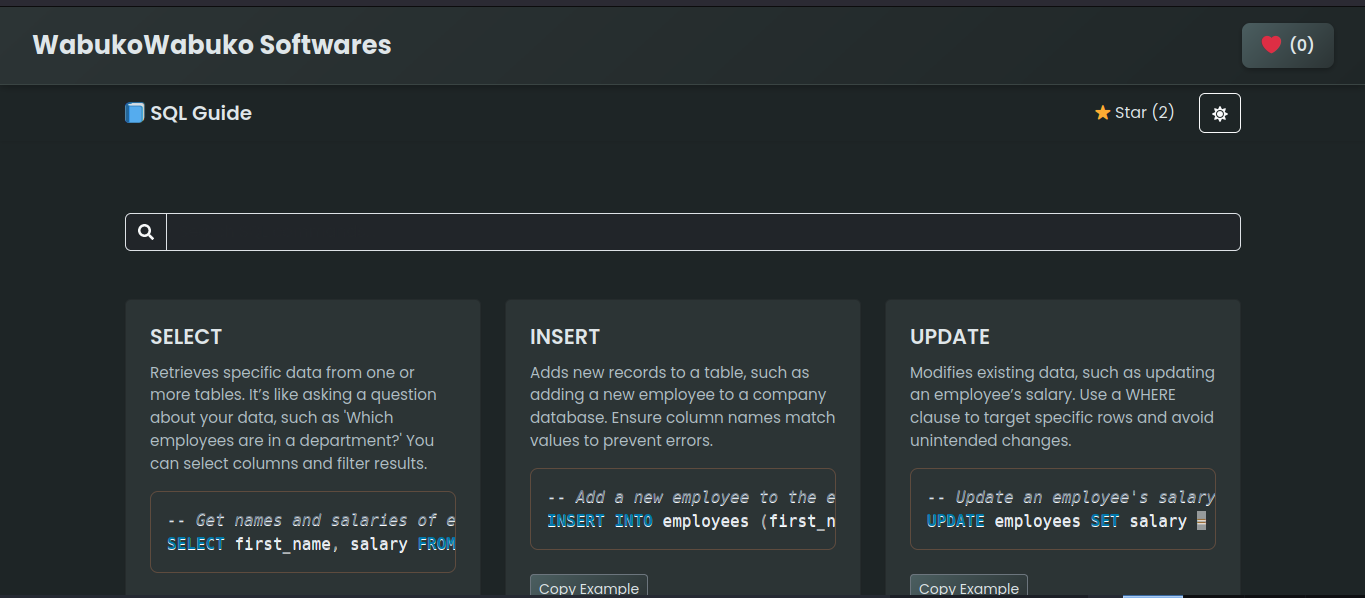 WabukoWabuko Softwares
(0)
SQL Guide
Star (2)
SELECT
Retrieves specific data from one or
more tables. It’s like asking a question
about your data, such as 'Which
employees are in a department?' You
can select columns and filter results.
-- Get names and salaries of e
SELECT first_name, salary FROM
INSERT
Adds new records to a table, such as
adding a new employee to a company
database. Ensure column names match
values to prevent errors.
-- Add a new employee to the e
INSERT INTO employees (first_n
Copy Example
UPDATE
Modifies existing data, such as updating
an employee’s salary. Use a WHERE
clause to target specific rows and avoid
unintended changes.
-- Update an employee's salary
UPDATE employees SET salary =
Copy Example